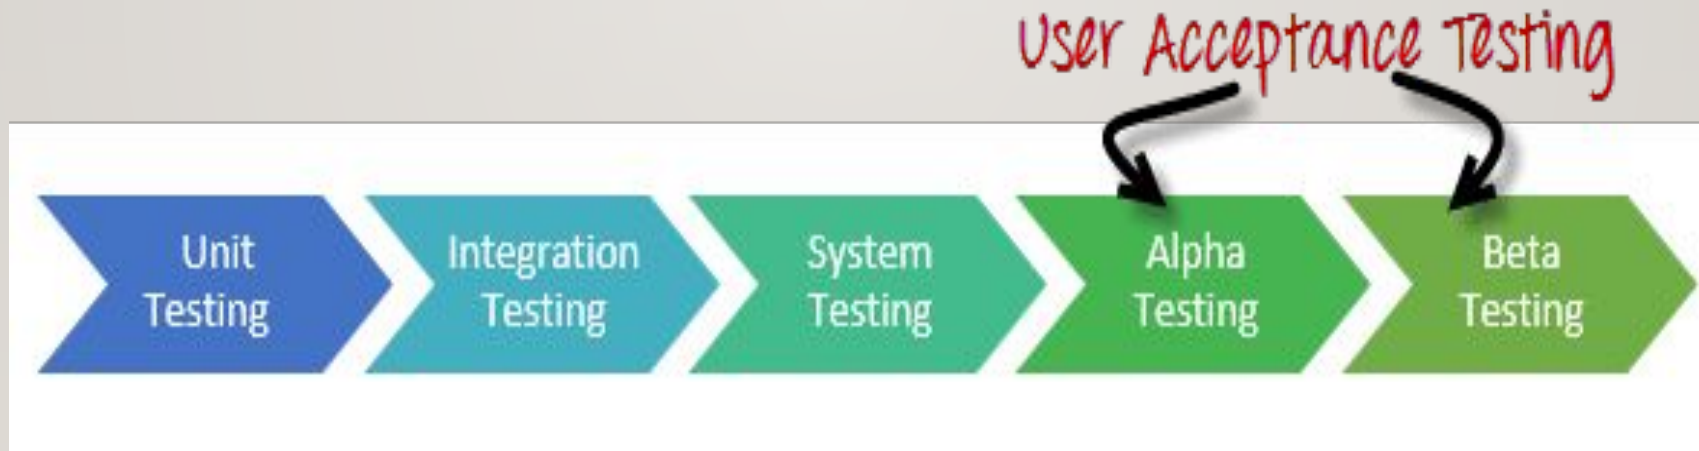 User Acceptance Testing
Unit
Testing
Integration
Testing
System
Testing
Alpha
Testing
Beta
Testing